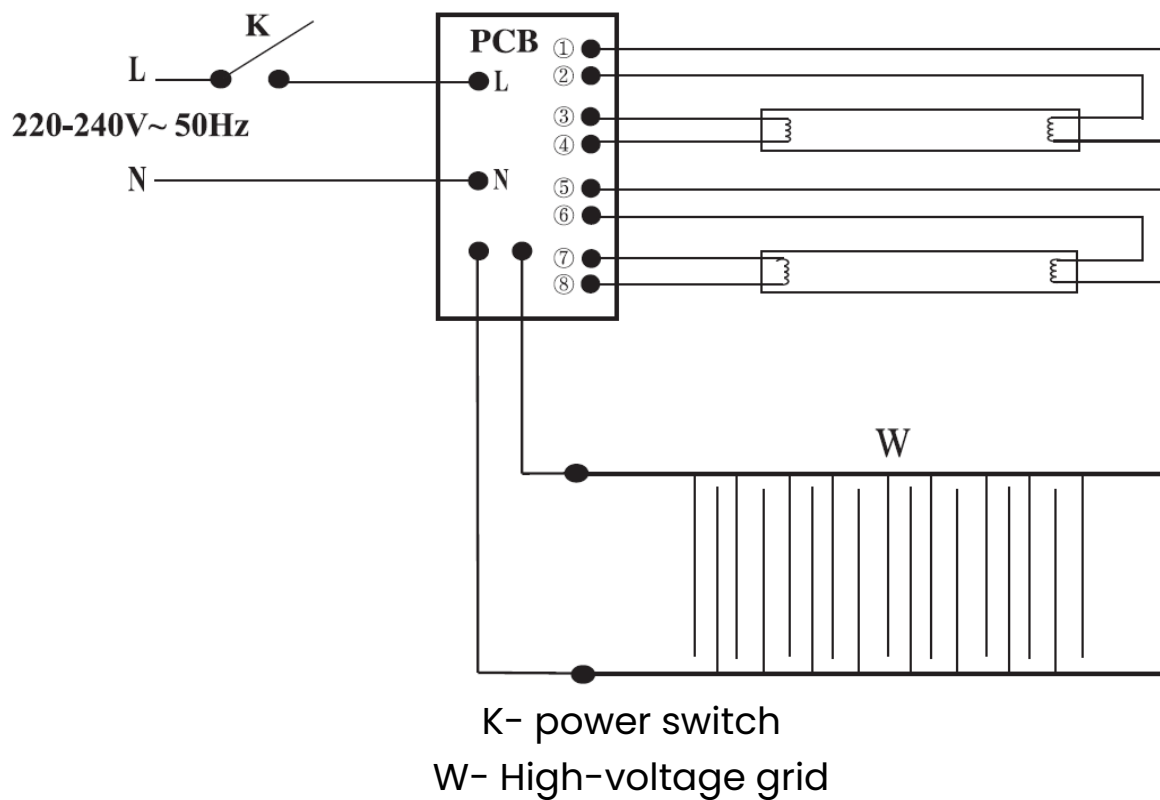 K
PCB
①
L
L
②
220-240V~ 50Hz
③
④
N
N
⑤
⑥
⑦
⑧
W
K- power switch
W- High-voltage grid